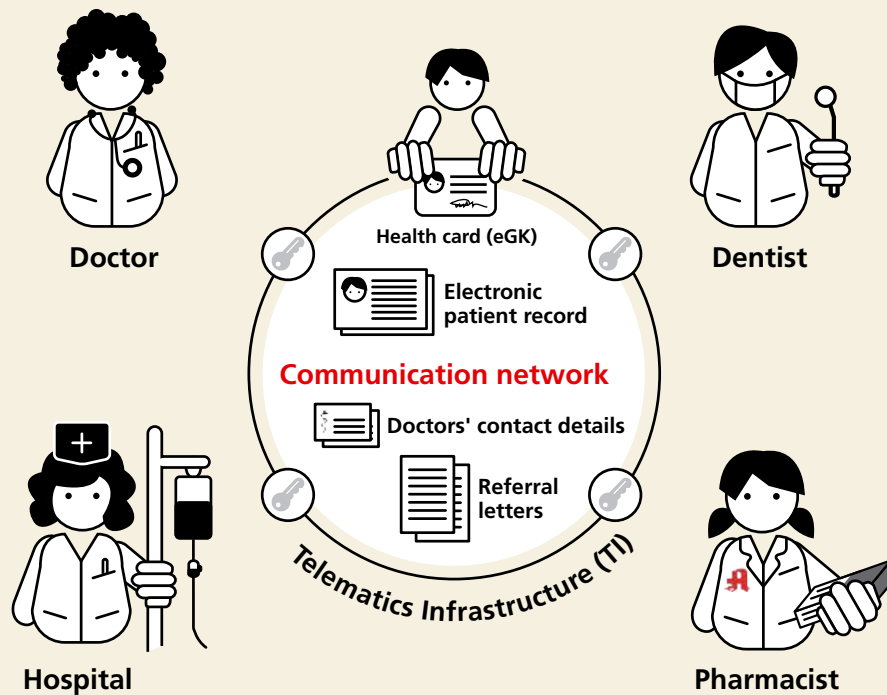 Doctor
Health card (eGK)
Dentist
Electronic
patient record
Communication network
Doctors' contact details
Referral
letters
Telematics Infrastructure (TI)
Hospital
Pharmacist